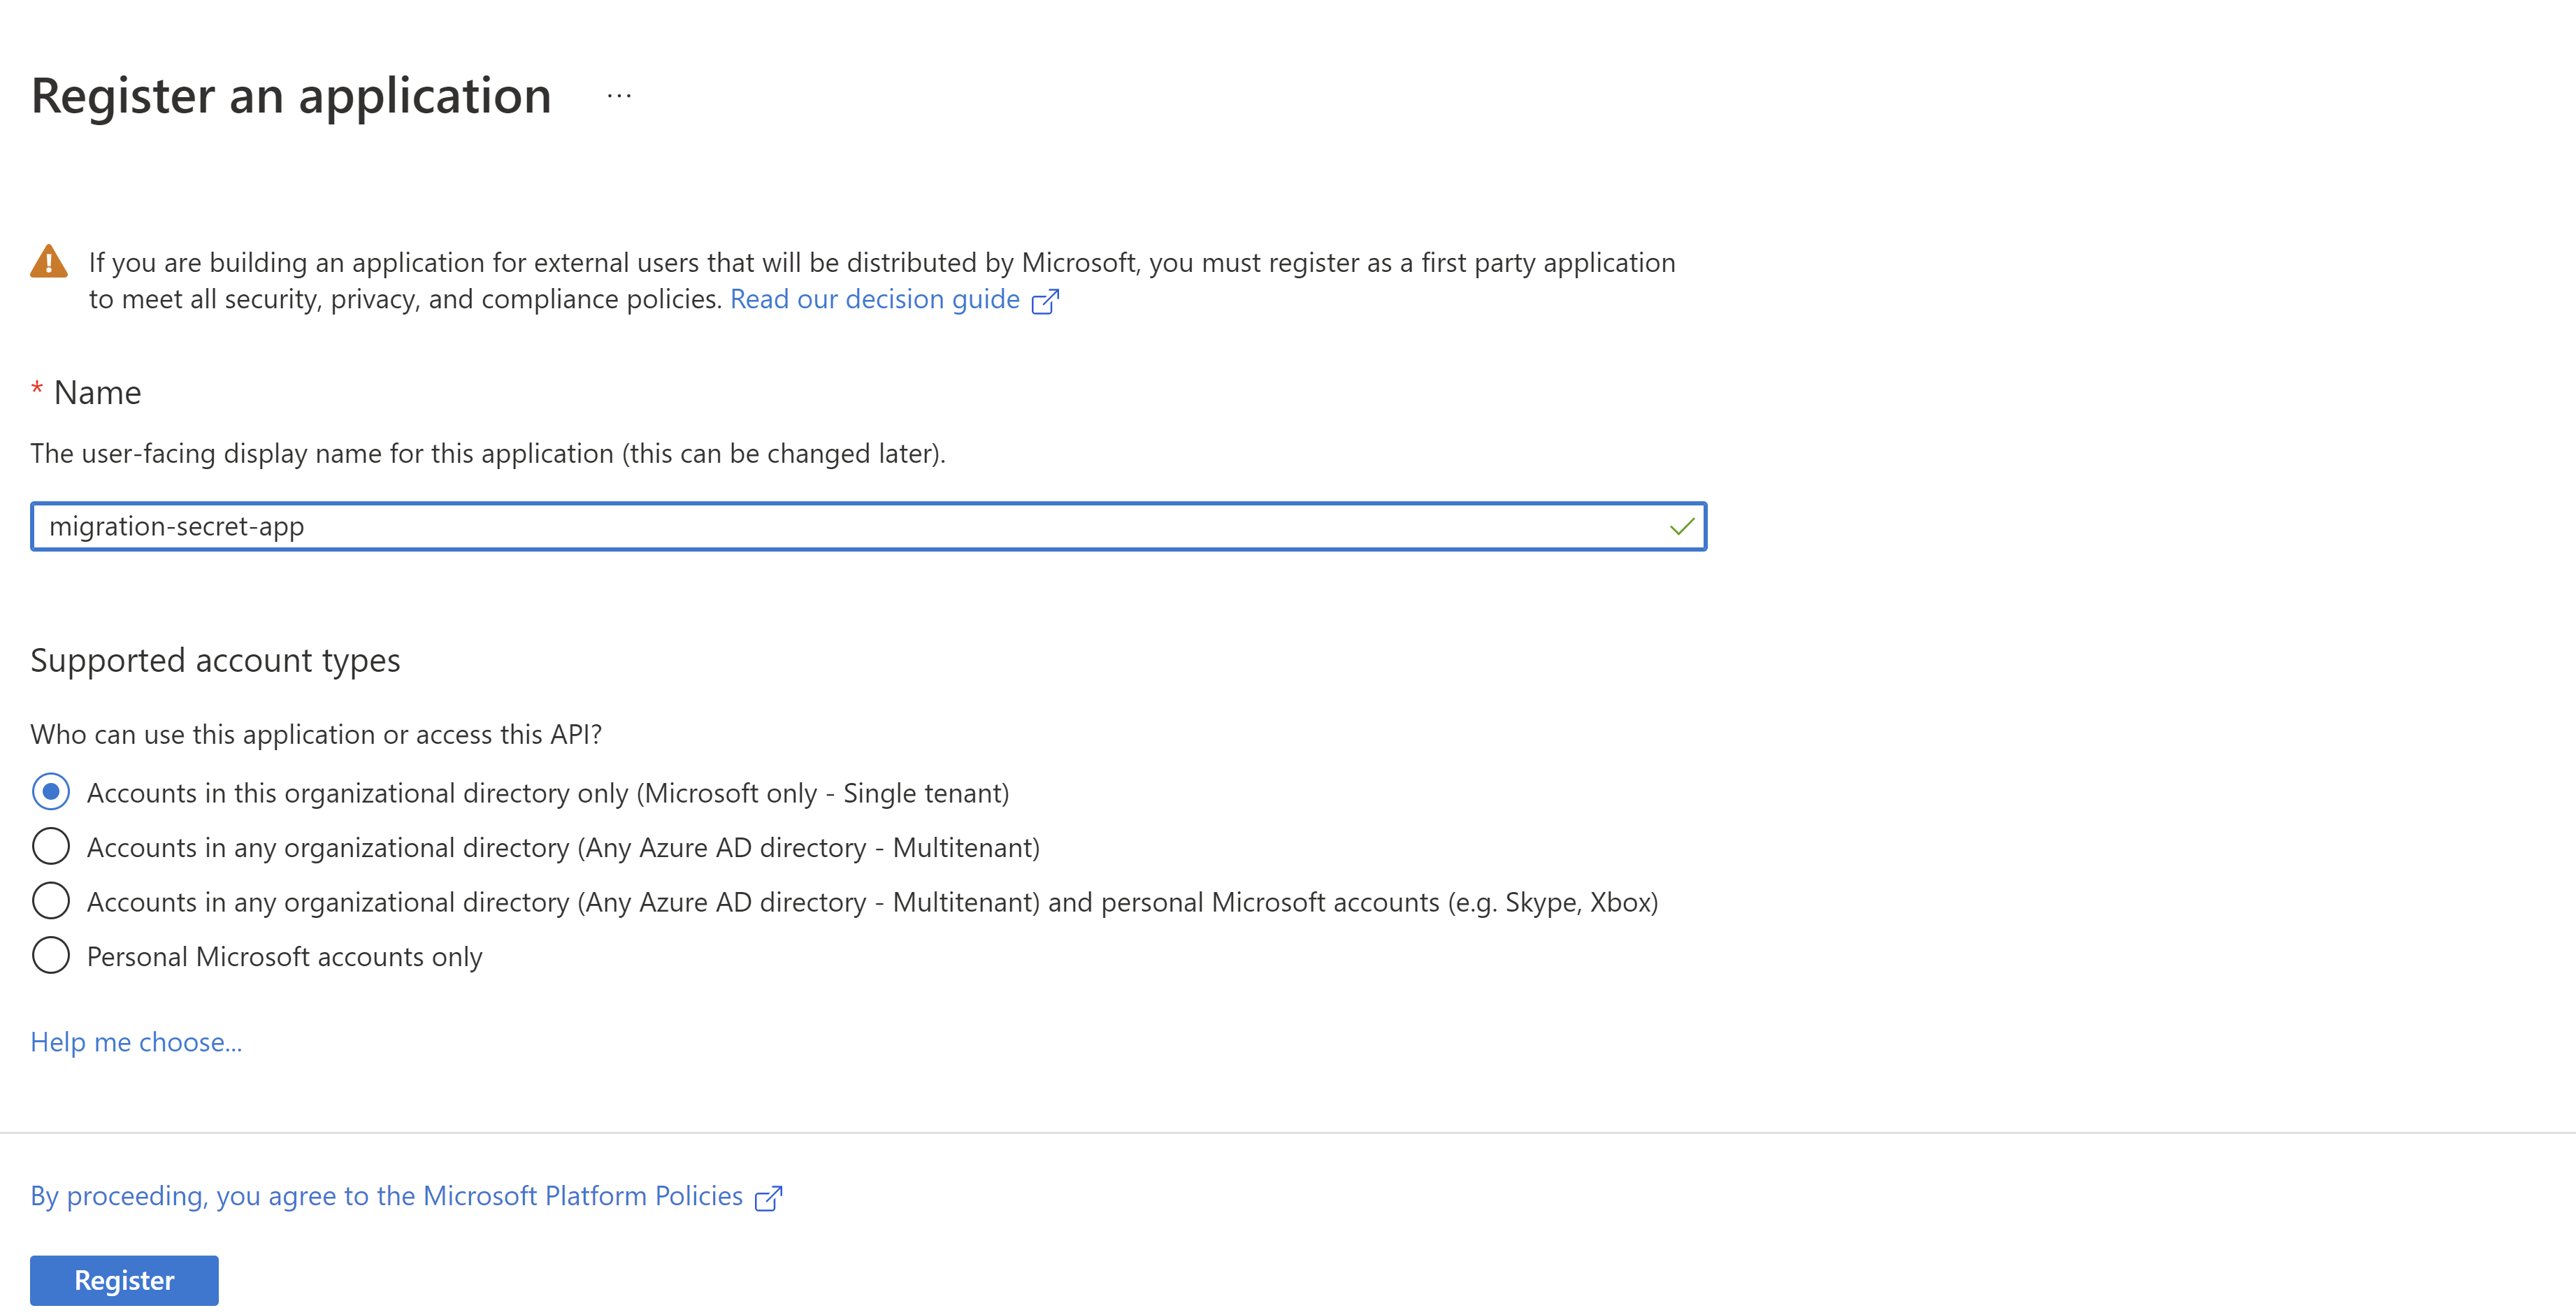 Register an application ...
If you are building an application for external users that will be distributed by Microsoft, you must register as a first party application
to meet all security, privacy, and compliance policies. Read our decision guide
* Name
The user-facing display name for this application (this can be changed later).
migration-secret-app
Supported account types
Who can use this application or access this API?
Accounts in this organizational directory only (Microsoft only - Single tenant)
Accounts in any organizational directory (Any Azure AD directory - Multitenant)
Accounts in any organizational directory (Any Azure AD directory - Multitenant) and personal Microsoft accounts (e.g. Skype, Xbox)
Personal Microsoft accounts only
Help me choose...
By proceeding, you agree to the Microsoft Platform Policies
Register